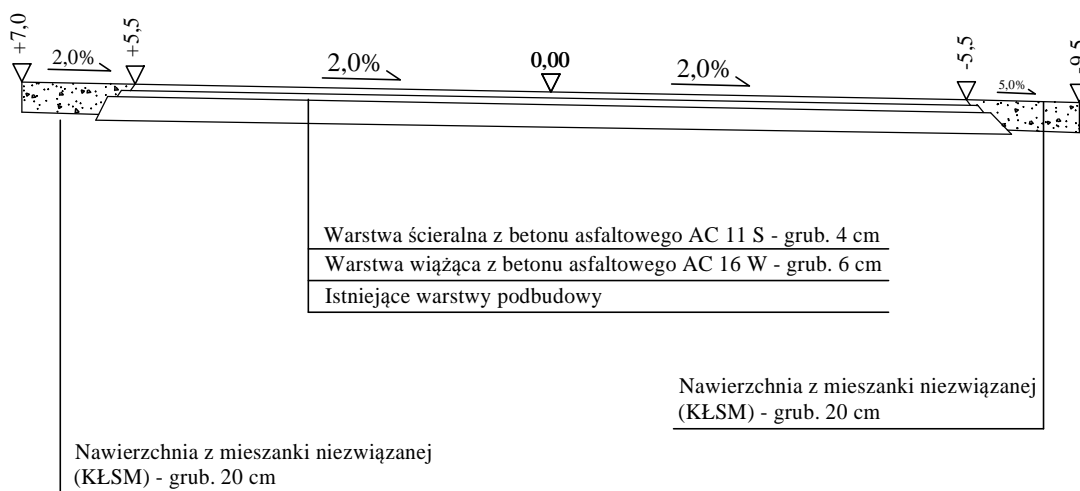 +7,0
+5,5
0,00
-5,5
-9,5
2,0%
2,0%
2,0%
5,0%
Warstwa ścieralna z betonu asfaltowego AC 11 S - grub. 4 cm
Warstwa wiążąca z betonu asfaltowego AC 16 W - grub. 6 cm
Istniejące warstwy podbudowy
Nawierzchnia z mieszanki niezwiązanej
(KŁSM) - grub. 20 cm
Nawierzchnia z mieszanki niezwiązanej
(KŁSM) - grub. 20 cm